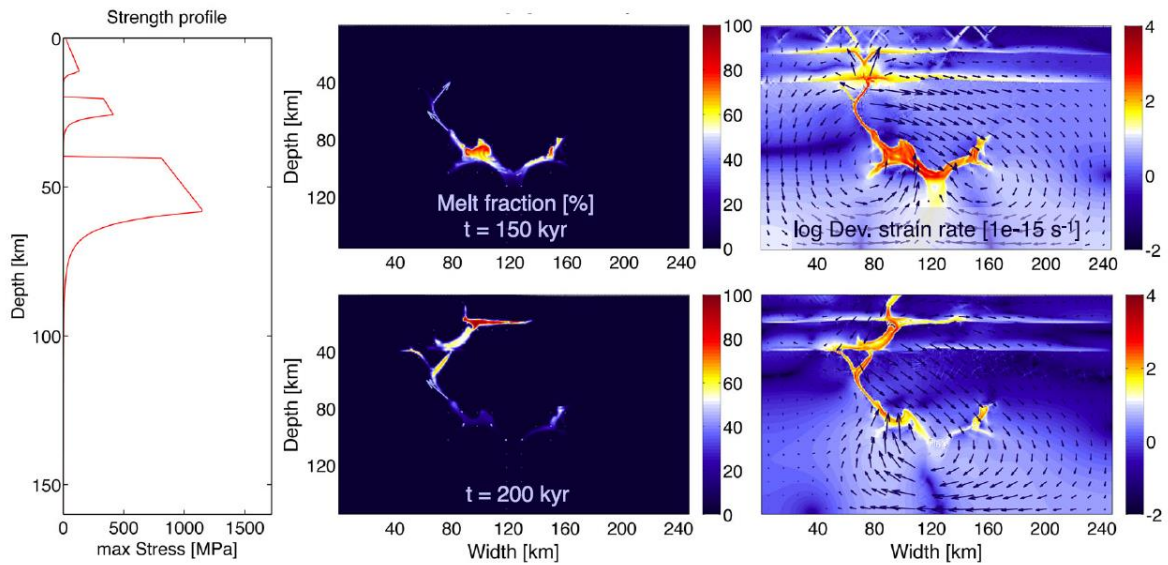 Strength profile
0
50
100
150
Depth [km]
0 500 1000 1500
max Stress [MPa]
40
80
120
Depth [km]
Melt fraction [%]
t = 150 kyr
40 80 120 160 200 240
100
80
60
40
20
0
log Dev. strain rate [1e-15 s-1]
40 80 120 160 200 240
4
2
0
-2
40
80
120
Depth [km]
t = 200 kyr
40 80 120 160 200 240
Width [km]
100
80
60
40
20
0
40 80 120 160 200 240
Width [km]
4
2
0
-2